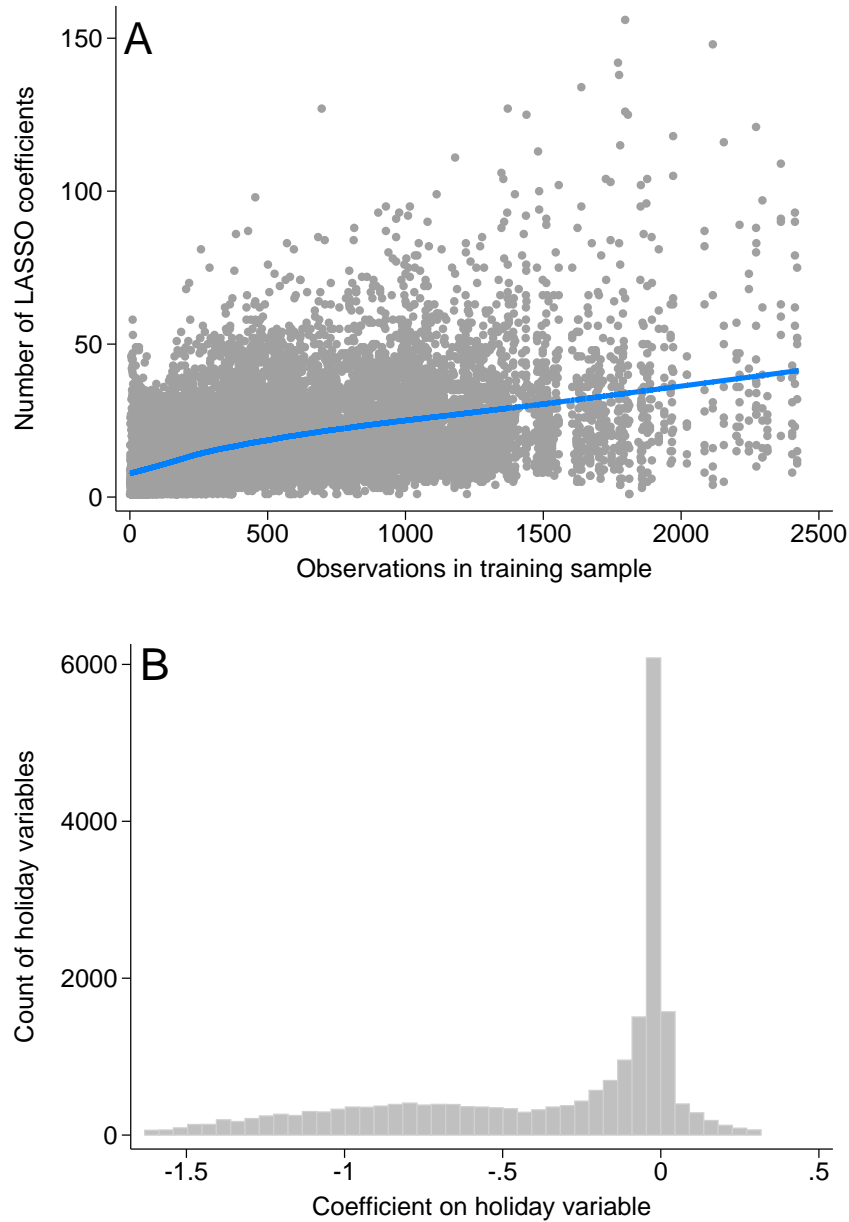 A
150
100
50
0
Number of LASSO coefficients
0 500 1000 1500 2000 2500
Observations in training sample
B
6000
4000
2000
0
Count of holiday variables
-1.5 -1 -.5 0 .5
Coefficient on holiday variable